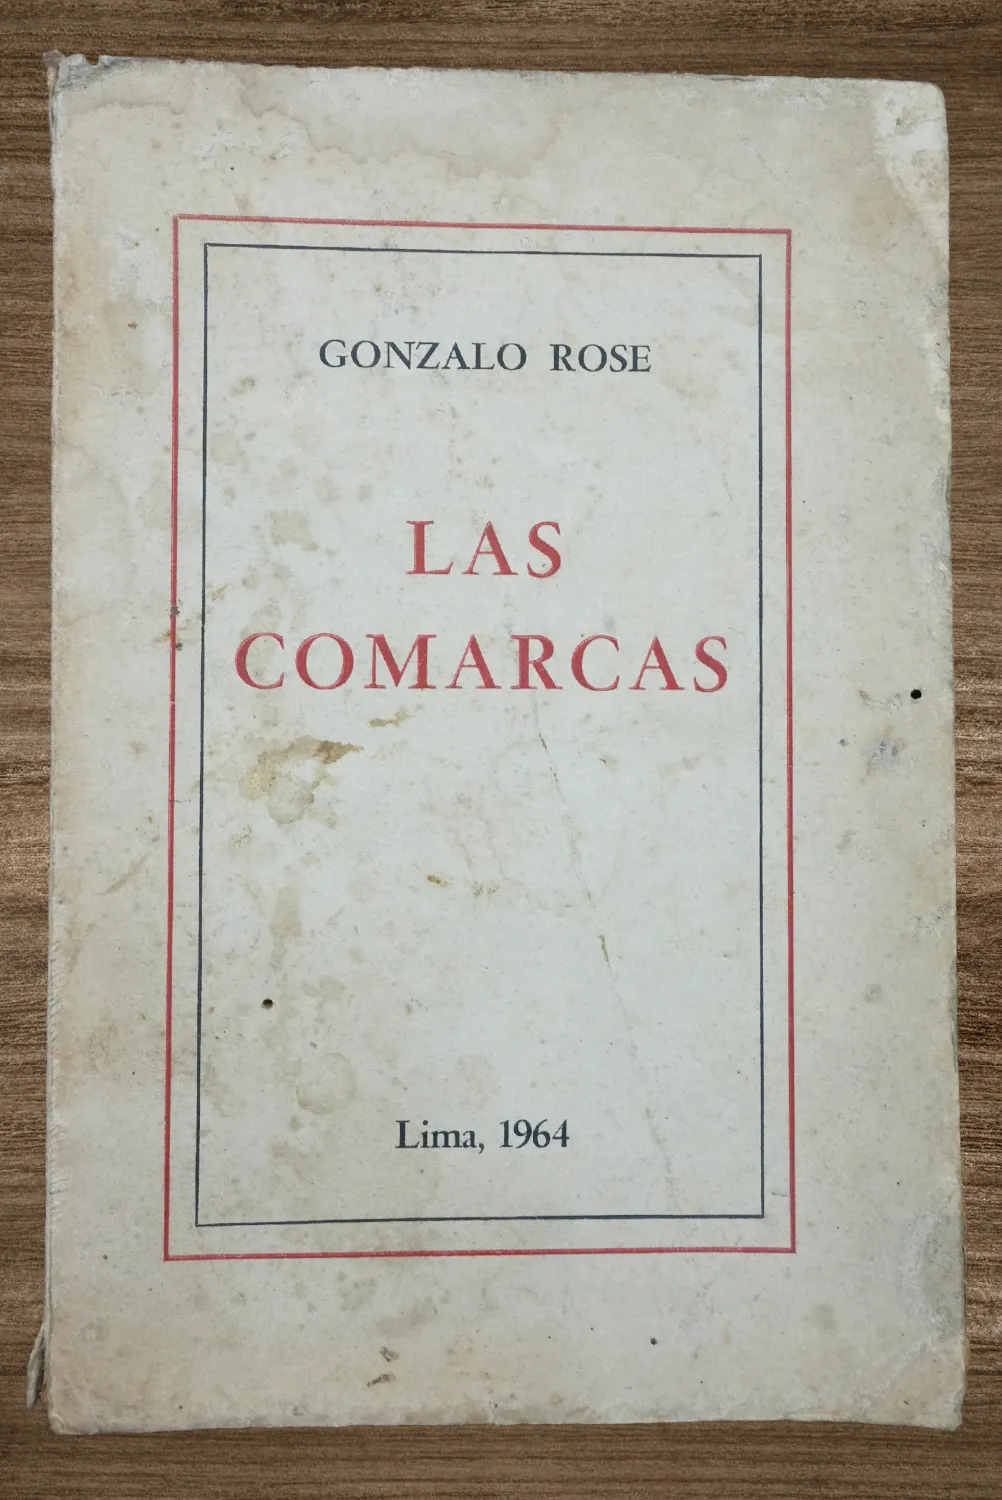 GONZALO ROSE
LAS
COMARCAS
Lima, 1964